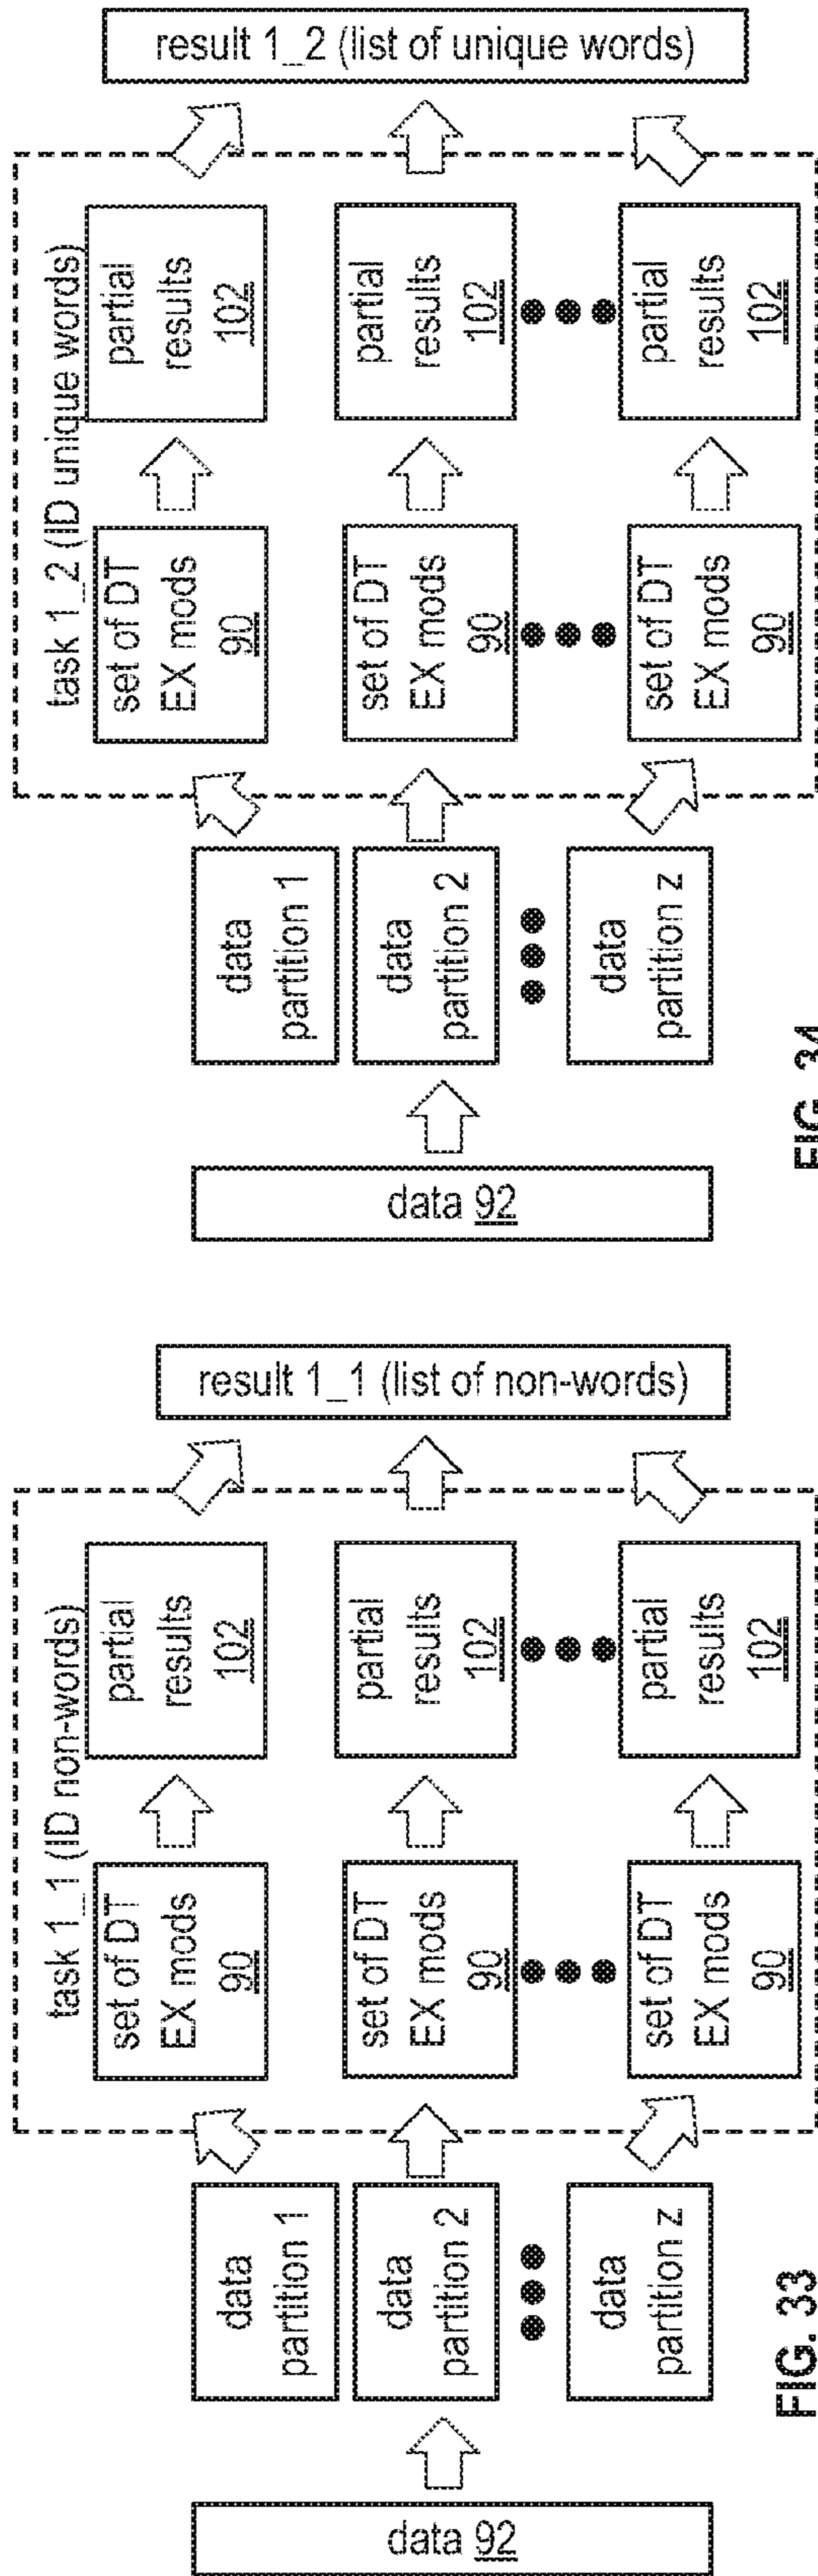 task 1_1 (ID non-words)
data 92
data
partition 1
data
partition 2
data
partition z
set of DT
EX mods
90
set of DT
EX mods
90
set of DT
EX mods
90
partial
results
102
partial
results
102
partial
results
102
result 1_1 (list of non-words)
FIG. 33
task 1_2 (ID unique words)
data 92
data
partition 1
data
partition 2
data
partition z
set of DT
EX mods
90
set of DT
EX mods
90
set of DT
EX mods
90
partial
results
102
partial
results
102
partial
results
102
result 1_2 (list of unique words)
FIG. 34